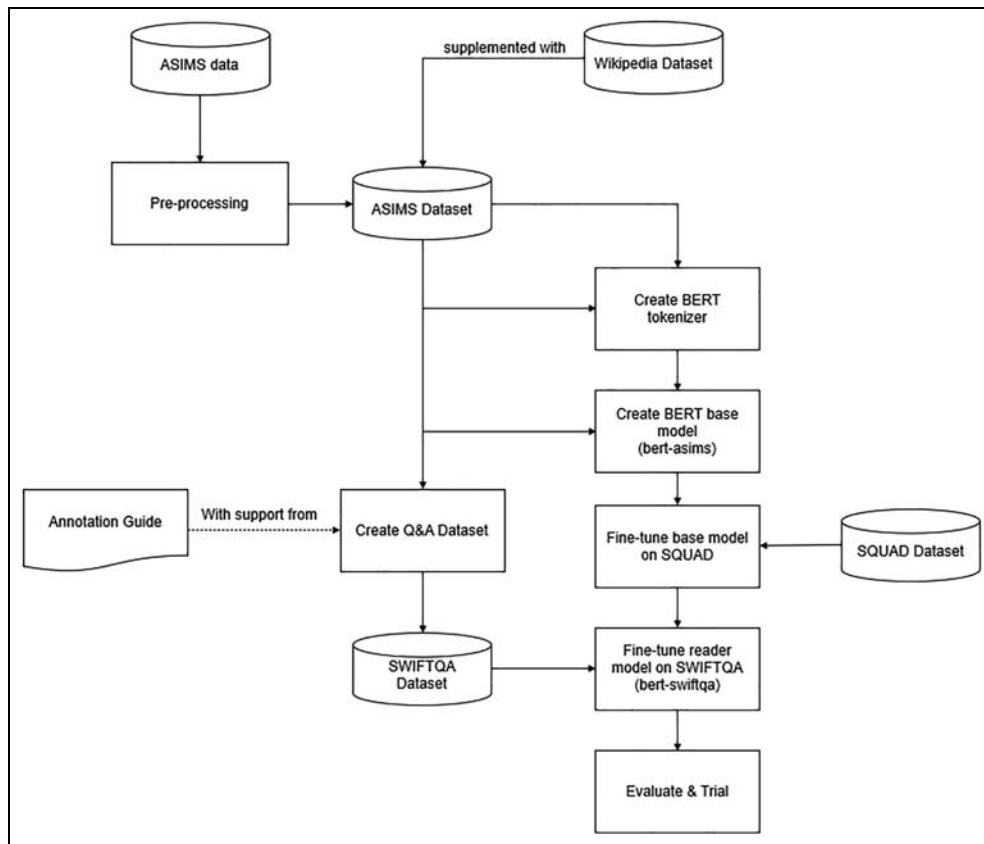 ASIMS data
supplemented with
Wikipedia Dataset
Pre-processing
ASIMS Dataset
Create BERT
tokenizer
Create BERT base
model
(bert-asims)
Annotation Guide
With support from
Create Q&A Dataset
Fine-tune base model
on SQUAD
SQUAD Dataset
SWIFTQA
Dataset
Fine-tune reader
model on SWIFTQA
(bert-swiftqa)
Evaluate & Trial